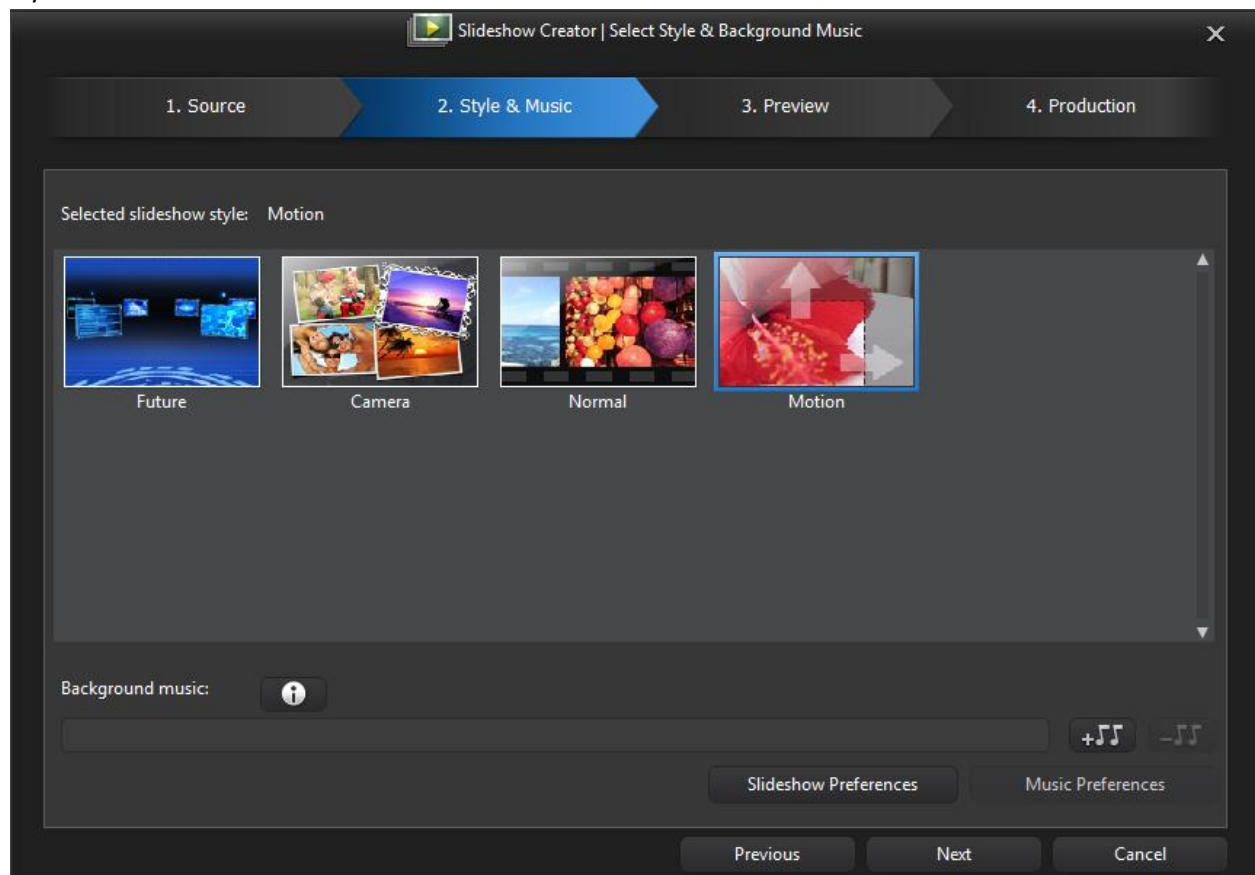 Slideshow Creator | Select Style & Background Music
1. Source
2. Style & Music
3. Preview
4. Production
Selected slideshow style: Motion
Future
Camera
Normal
Motion
Background music:
Slideshow Preferences
Music Preferences
Previous
Next
Cancel